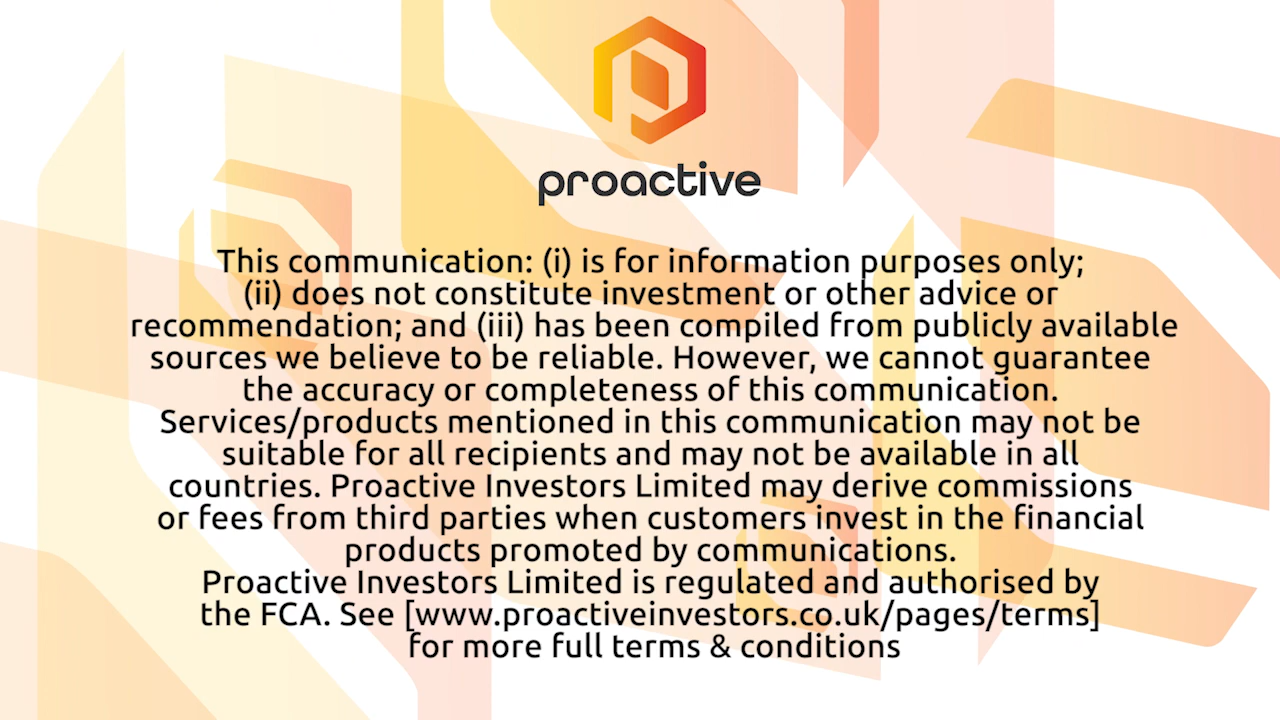 proactive
This communication: (i) is for information purposes only;
(ii) does not constitute investment or other advice or
recommendation; and (iii) has been compiled from publicly available
sources we believe to be reliable. However, we cannot guarantee
the accuracy or completeness of this communication.
Services/products mentioned in this communication may not be
suitable for all recipients and may not be available in all
countries. Proactive Investors Limited may derive commissions
or fees from third parties when customers invest in the financial
products promoted by communications.
Proactive Investors Limited is regulated and authorised by
the FCA. See [www.proactiveinvestors.co.uk/pages/terms]
for more full terms & conditions